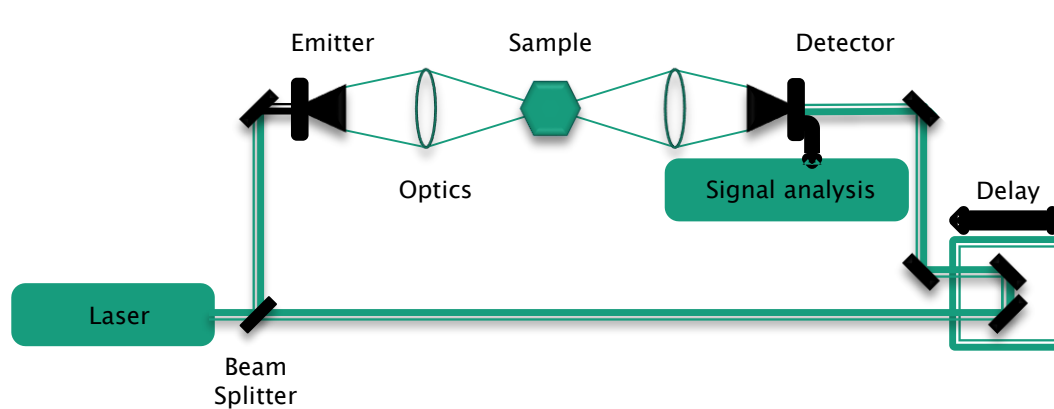 Emitter
Sample
Detector
Optics
Signal analysis
Delay
Laser
Beam
Splitter